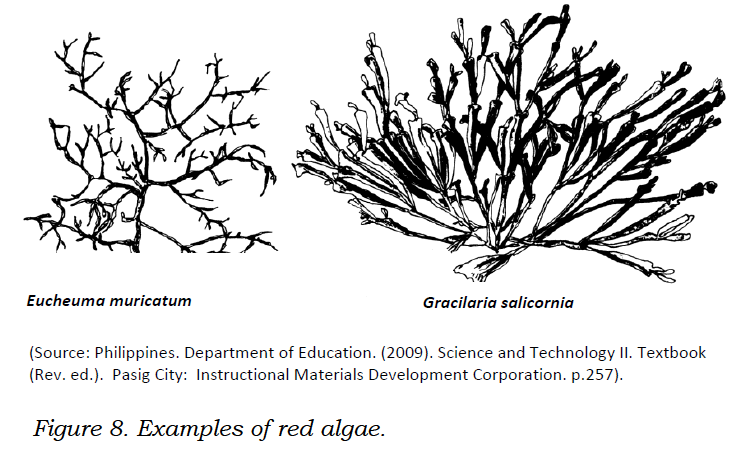 Eucheuma muricatum
Gracilaria salicornia
(Source: Philippines. Department of Education. (2009). Science and Technology II. Textbook
(Rev. ed.). Pasig City: Instructional Materials Development Corporation. p.257).
Figure 8. Examples of red algae.